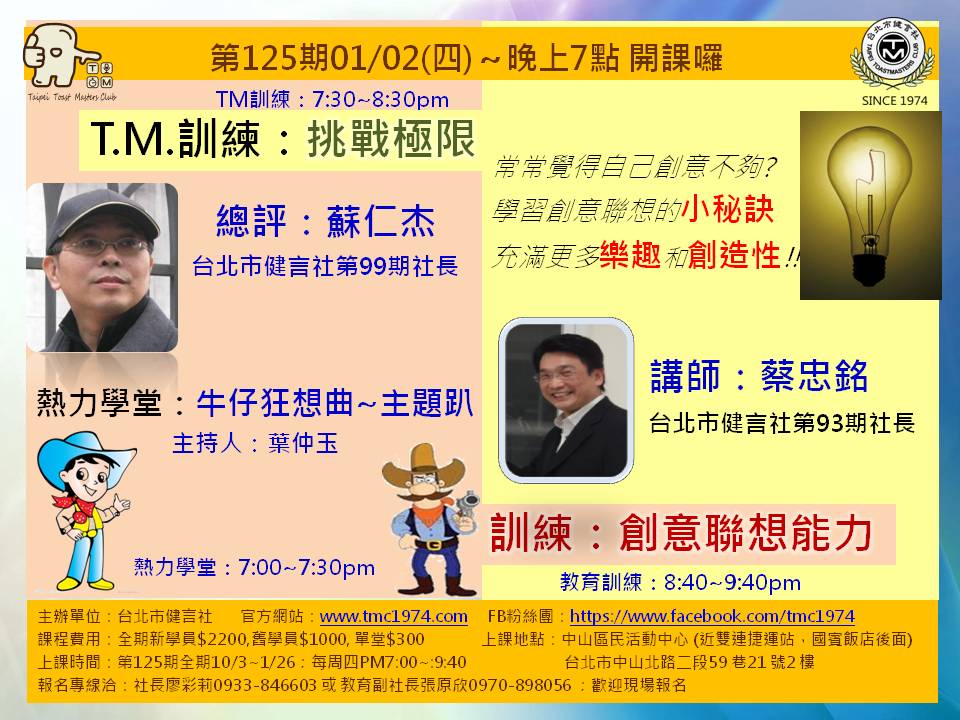 第125期01/02(四)~晚上7點 開課囉
T M
Taipei Toast Masters Club
台北市健言社
TM
TAIPEI TOASTMASTERS CLUB
SINCE 1974
TM訓練：7:30~8:30pm
T.M.訓練：挑戰極限
總評：蘇仁杰
台北市健言社第99期社長
熱力學堂：牛仔狂想曲~主題趴
主持人：葉仲玉
熱力學堂：7:00~7:30pm
常常覺得自己創意不夠?
學習創意聯想的小秘訣
充滿更多樂趣和創造性!!
講師：蔡忠銘
台北市健言社第93期社長
訓練：創意聯想能力
教育訓練：8:40~9:40pm
主辦單位：台北市健言社 官方網站：www.tmc1974.com FB粉絲團：https://www.facebook.com/tmc1974
課程費用：全期新學員$2200,舊學員$1000, 單堂$300 上課地點：中山區民活動中心 (近雙連捷運站，國賓飯店後面)
上課時間：第125期全期10/3~1/26；每周四PM7:00~:9:40 台北市中山北路二段59 巷21 號2 樓
報名專線洽：社長廖彩莉0933-846603 或 教育副社長張原欣0970-898056 ；歡迎現場報名